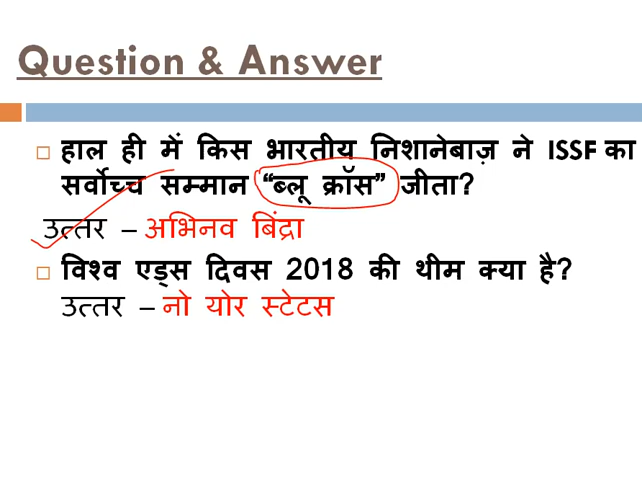 Question & Answer
हाल ही में किस भारतीय निशानेबाज़ ने ISSF का
सर्वोच्च सम्मान “ब्लू क्रॉस” जीता?
उत्तर – अभिनव बिंद्रा
विश्व एड्स दिवस 2018 की थीम क्या है?
उत्तर – नो योर स्टेटस